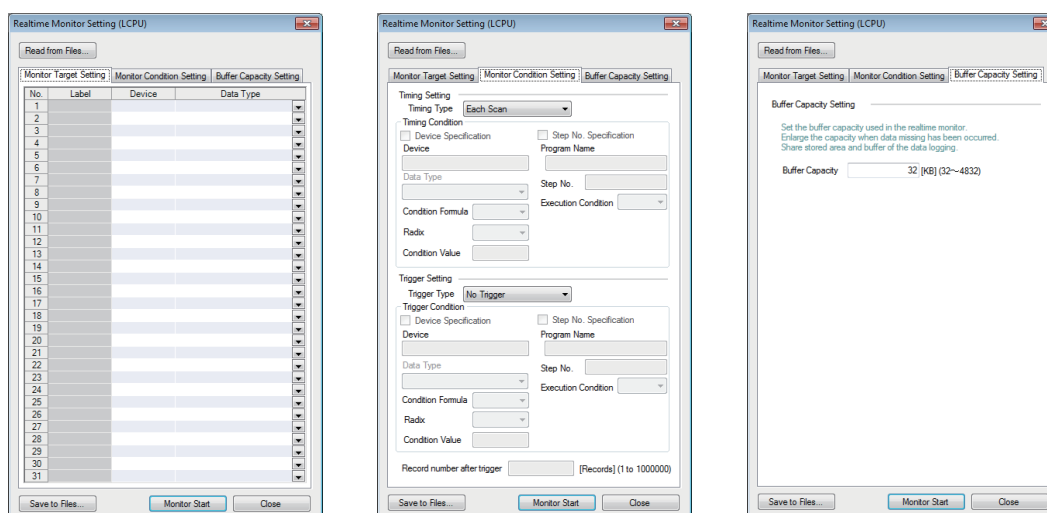 Realtime Monitor Setting (LCPU)
Read from Files...
Monitor Target Setting Monitor Condition Setting Buffer Capacity Setting
No. Label Device Data Type
1
2
3
4
5
6
7
8
9
10
11
12
13
14
15
16
17
18
19
20
21
22
23
24
25
26
27
28
29
30
31
Save to Files... Monitor Start Close
Realtime Monitor Setting (LCPU)
Read from Files...
Monitor Target Setting Monitor Condition Setting Buffer Capacity Setting
Timing Setting
Timing Type Each Scan
Timing Condition
Device Specification Step No. Specification
Device Program Name
Data Type
Step No.
Execution Condition
Condition Formula
Radix
Condition Value
Trigger Setting
Trigger Type No Trigger
Trigger Condition
Device Specification Step No. Specification
Device Program Name
Data Type
Step No.
Execution Condition
Condition Formula
Radix
Condition Value
Record number after trigger [Records] (1 to 1000000)
Save to Files... Monitor Start Close
Realtime Monitor Setting (LCPU)
Read from Files...
Monitor Target Setting Monitor Condition Setting Buffer Capacity Setting
Buffer Capacity Setting
Set the buffer capacity used in the realtime monitor.
Enlarge the capacity when data missing has been occurred.
Share stored area and buffer of the data logging.
Buffer Capacity 32 [KB] (32～4832)
Save to Files... Monitor Start Close